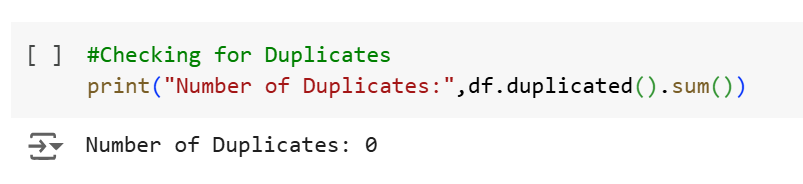 [ ] #Checking for Duplicates
print("Number of Duplicates:",df.duplicated().sum())
Number of Duplicates: 0